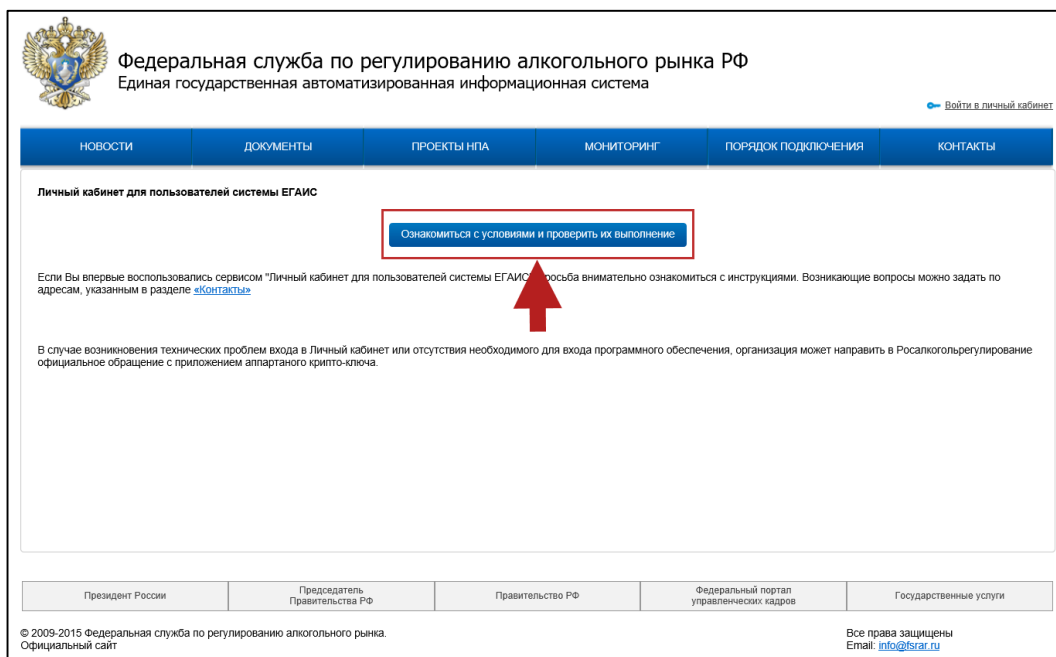 Федеральная служба по регулированию алкогольного рынка РФ
Единая государственная автоматизированная информационная система
Войти в личный кабинет
НОВОСТИ ДОКУМЕНТЫ ПРОЕКТЫ НПА МОНИТОРИНГ ПОРЯДОК ПОДКЛЮЧЕНИЯ КОНТАКТЫ
Личный кабинет для пользователей системы ЕГАИС
Ознакомиться с условиями и проверить их выполнение
Если Вы впервые воспользовались сервисом "Личный кабинет для пользователей системы ЕГАИС" просьба внимательно ознакомиться с инструкциями. Возникающие вопросы можно задать по
адресам, указанным в разделе «Контакты»
В случае возникновения технических проблем входа в Личный кабинет или отсутствия необходимого для входа программного обеспечения, организация может направить в Росалкогольрегулирование
официальное обращение с приложением аппартаного крипто-ключа.
Президент России
Председатель
Правительства РФ
Правительство РФ
Федеральный портал
управленческих кадров
Государственные услуги
© 2009-2015 Федеральная служба по регулированию алкогольного рынка.
Официальный сайт
Все права защищены
Email: info@fsrar.ru